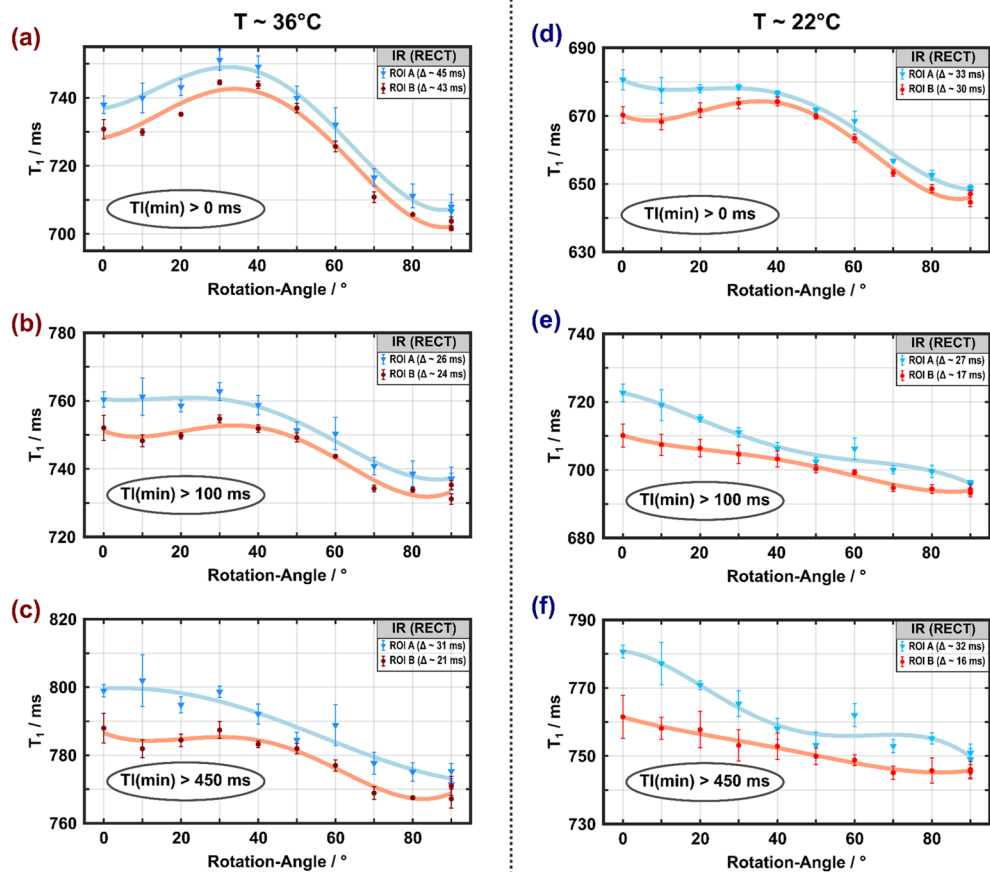 T ~ 36°C
T ~ 22°C
(a)
IR (RECT)
ROI A (Δ ~ 45 ms)
ROI B (Δ ~ 43 ms)
T1 / ms
740
720
700
TI(min) > 0 ms
0 20 40 60 80
Rotation-Angle / °
(d)
IR (RECT)
ROI A (Δ ~ 33 ms)
ROI B (Δ ~ 30 ms)
T1 / ms
690
670
650
630
TI(min) > 0 ms
0 20 40 60 80
Rotation-Angle / °
(b)
IR (RECT)
ROI A (Δ ~ 26 ms)
ROI B (Δ ~ 24 ms)
T1 / ms
780
760
740
720
TI(min) > 100 ms
0 20 40 60 80
Rotation-Angle / °
(e)
IR (RECT)
ROI A (Δ ~ 27 ms)
ROI B (Δ ~ 17 ms)
T1 / ms
740
720
700
680
TI(min) > 100 ms
0 20 40 60 80
Rotation-Angle / °
(c)
IR (RECT)
ROI A (Δ ~ 31 ms)
ROI B (Δ ~ 21 ms)
T1 / ms
820
800
780
760
TI(min) > 450 ms
0 20 40 60 80
Rotation-Angle / °
(f)
IR (RECT)
ROI A (Δ ~ 32 ms)
ROI B (Δ ~ 16 ms)
T1 / ms
790
770
750
730
TI(min) > 450 ms
0 20 40 60 80
Rotation-Angle / °